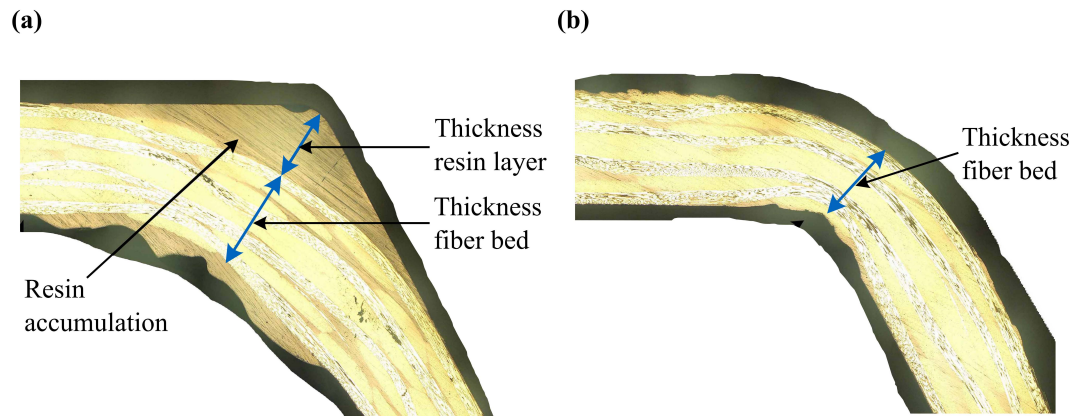 (a)
Thickness
resin layer
Thickness
fiber bed
Resin
accumulation
(b)
Thickness
fiber bed